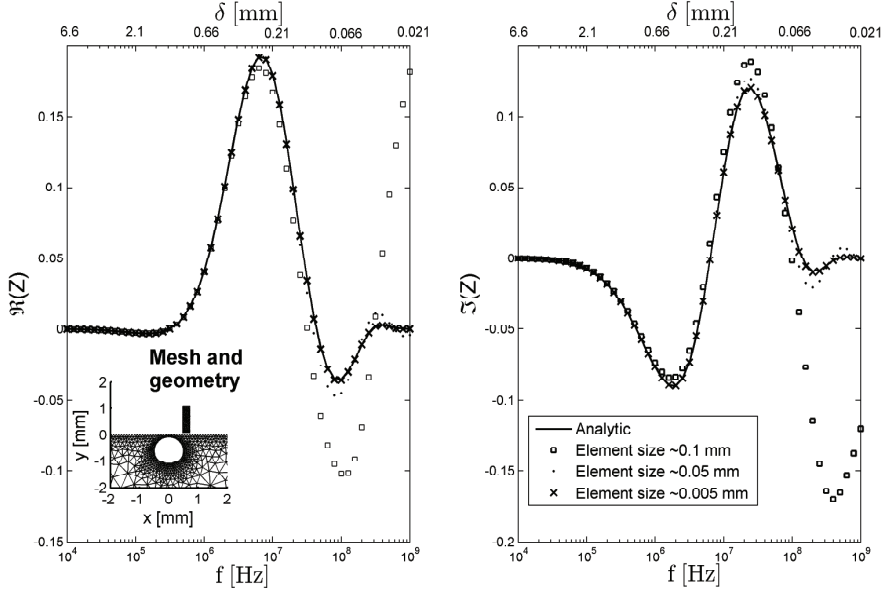 δ [mm]
6.6 2.1 0.66 0.21 0.066 0.021
0.15
0.1
0.05
0
-0.05
-0.1
-0.15
ℜ(Z)
10^4 10^5 10^6 10^7 10^8 10^9
f [Hz]
Mesh and
geometry
2
1
0
-1
-2
y [mm]
-2 -1 0 1 2
x [mm]
δ [mm]
6.6 2.1 0.66 0.21 0.066 0.021
0.1
0.05
0
-0.05
-0.1
-0.15
-0.2
ℑ(Z)
Analytic
Element size ~0.1 mm
Element size ~0.05 mm
Element size ~0.005 mm
10^4 10^5 10^6 10^7 10^8 10^9
f [Hz]